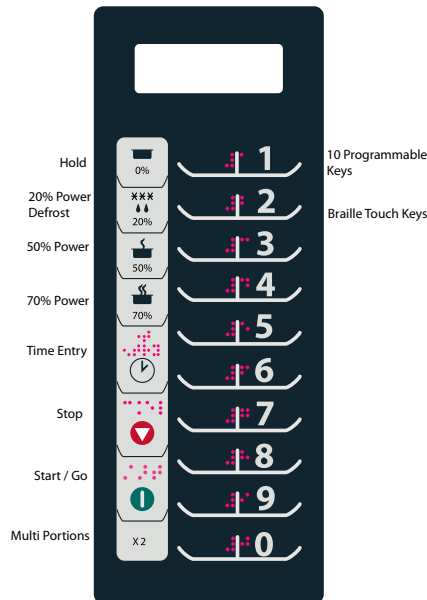 Hold
0%
1
10 Programmable
Keys
20% Power
Defrost
20%
2
Braille Touch Keys
50% Power
50%
3
70% Power
70%
4
Time Entry
5
6
Stop
7
Start / Go
8
9
Multi Portions
X 2
0